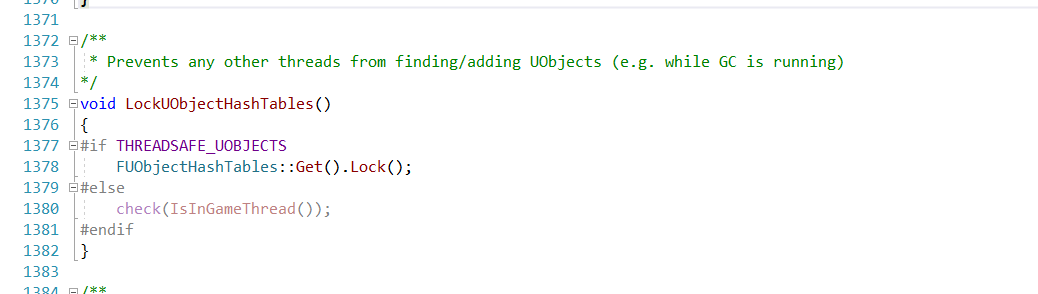 1370 }
1371
1372 /**
1373 * Prevents any other threads from finding/adding UObjects (e.g. while GC is running)
1374 */
1375 void LockUObjectHashTables()
1376 {
1377 #if THREADSAFE_UOBJECTS
1378 FUObjectHashTables::Get().Lock();
1379 #else
1380 check(IsInGameThread());
1381 #endif
1382 }
1383
1384 /**